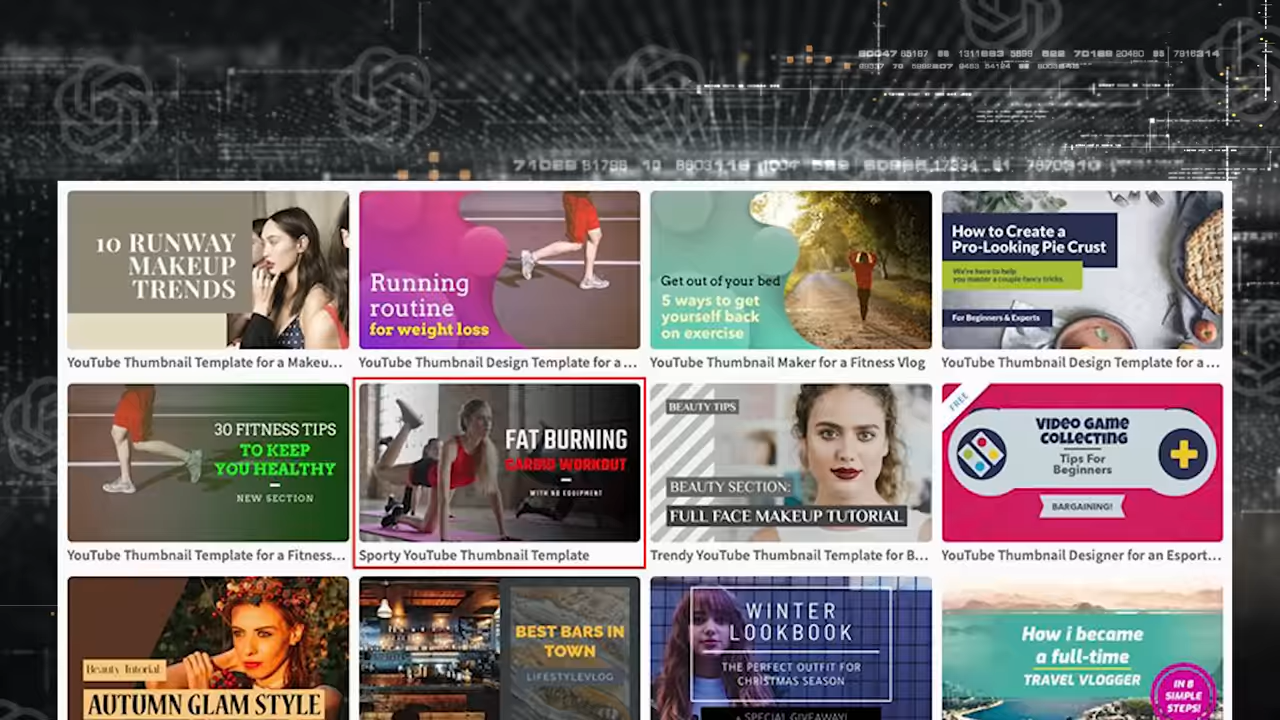 10 RUNWAY
MAKEUP
TRENDS
YouTube Thumbnail Template for a Makeu...
Running
routine
for weight loss
YouTube Thumbnail Design Template for a ...
Get out of your bed
5 ways to get
yourself back
on exercise
YouTube Thumbnail Maker for a Fitness Vlog
How to Create a
Pro-Looking Pie Crust
We're here to help
you master a couple fancy tricks.
For Beginners & Experts
YouTube Thumbnail Design Template for a ...
30 FITNESS TIPS
TO KEEP
YOU HEALTHY
NEW SECTION
YouTube Thumbnail Template for a Fitness...
FAT BURNING
CARDIO WORKOUT
WITH NO EQUIPMENT
Sporty YouTube Thumbnail Template
BEAUTY TIPS
BEAUTY SECTION:
FULL FACE MAKEUP TUTORIAL
Trendy YouTube Thumbnail Template for B...
FREE
VIDEO GAME
COLLECTING
Tips For
Beginners
BARGAINING!
YouTube Thumbnail Designer for an Esport...
Beauty Tutorial:
AUTUMN GLAM STYLE
BEST BARS IN
TOWN
LIFESTYLEVLOG
WINTER
LOOKBOOK
THE PERFECT OUTFIT FOR
CHRISTMAS SEASON
+ SPECIAL GIVEAWAY!
How i became
a full-time
TRAVEL VLOGGER
IN 8
SIMPLE
STEPS!